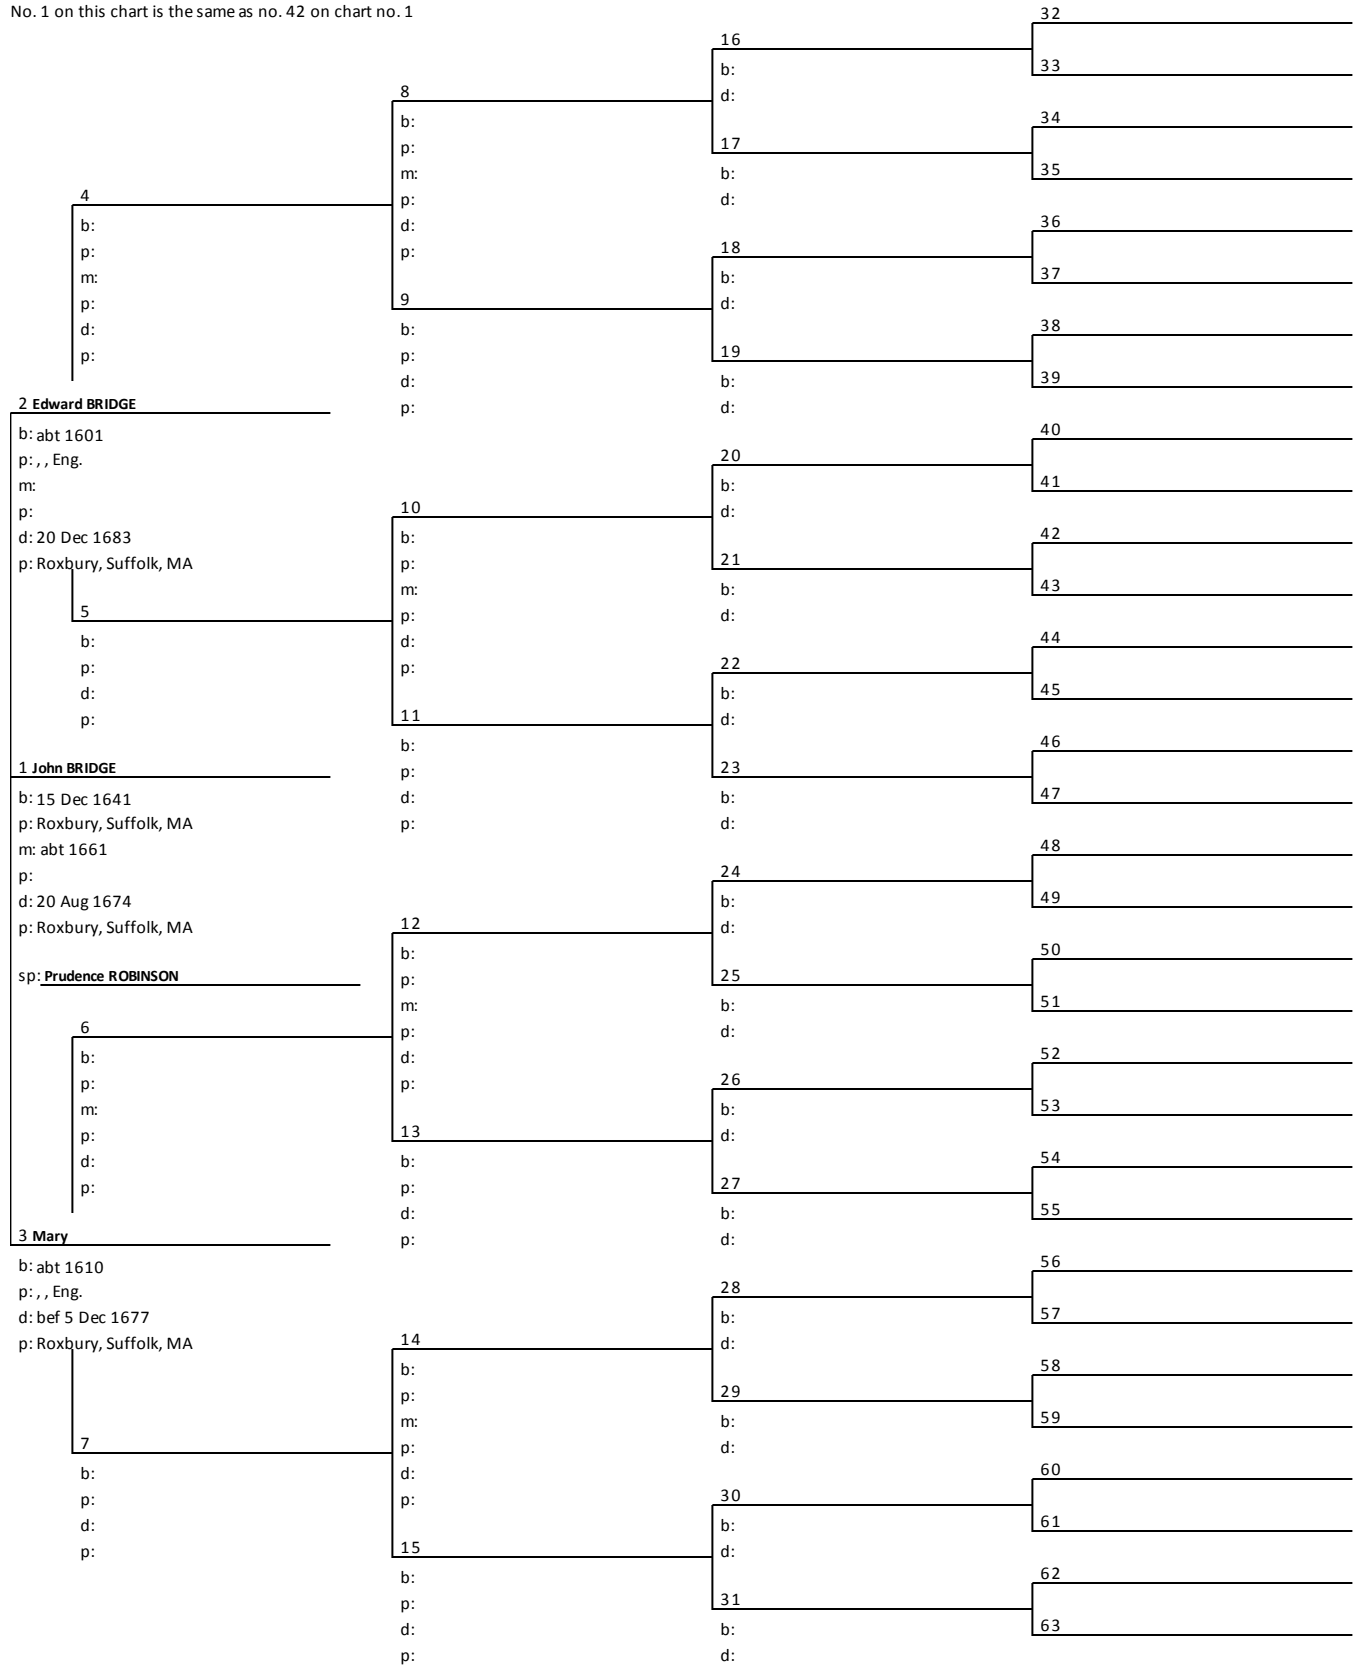 No. 1 on this chart is the same as no. 42 on chart no. 1
2 Edward BRIDGE
b: abt 1601
p: , , Eng.
m:
p:
d: 20 Dec 1683
p: Roxbury, Suffolk, MA
1 John BRIDGE
b: 15 Dec 1641
p: Roxbury, Suffolk, MA
m: abt 1661
p:
d: 20 Aug 1674
p: Roxbury, Suffolk, MA
sp: Prudence ROBINSON
3 Mary
b: abt 1610
p: , , Eng.
d: bef 5 Dec 1677
p: Roxbury, Suffolk, MA
4
b:
p:
m:
p:
d:
p:
5
b:
p:
d:
p:
6
b:
p:
m:
p:
d:
p:
7
b:
p:
d:
p:
8
b:
p:
m:
p:
d:
p:
9
b:
p:
d:
p:
10
b:
p:
m:
p:
d:
p:
11
b:
p:
d:
p:
12
b:
p:
m:
p:
d:
p:
13
b:
p:
d:
p:
14
b:
p:
m:
p:
d:
p:
15
b:
p:
d:
p:
16
b:
d:
17
b:
d:
18
b:
d:
19
b:
d:
20
b:
d:
21
b:
d:
22
b:
d:
23
b:
d:
24
b:
d:
25
b:
d:
26
b:
d:
27
b:
d:
28
b:
d:
29
b:
d:
30
b:
d:
31
b:
d:
32
33
34
35
36
37
38
39
40
41
42
43
44
45
46
47
48
49
50
51
52
53
54
55
56
57
58
59
60
61
62
63